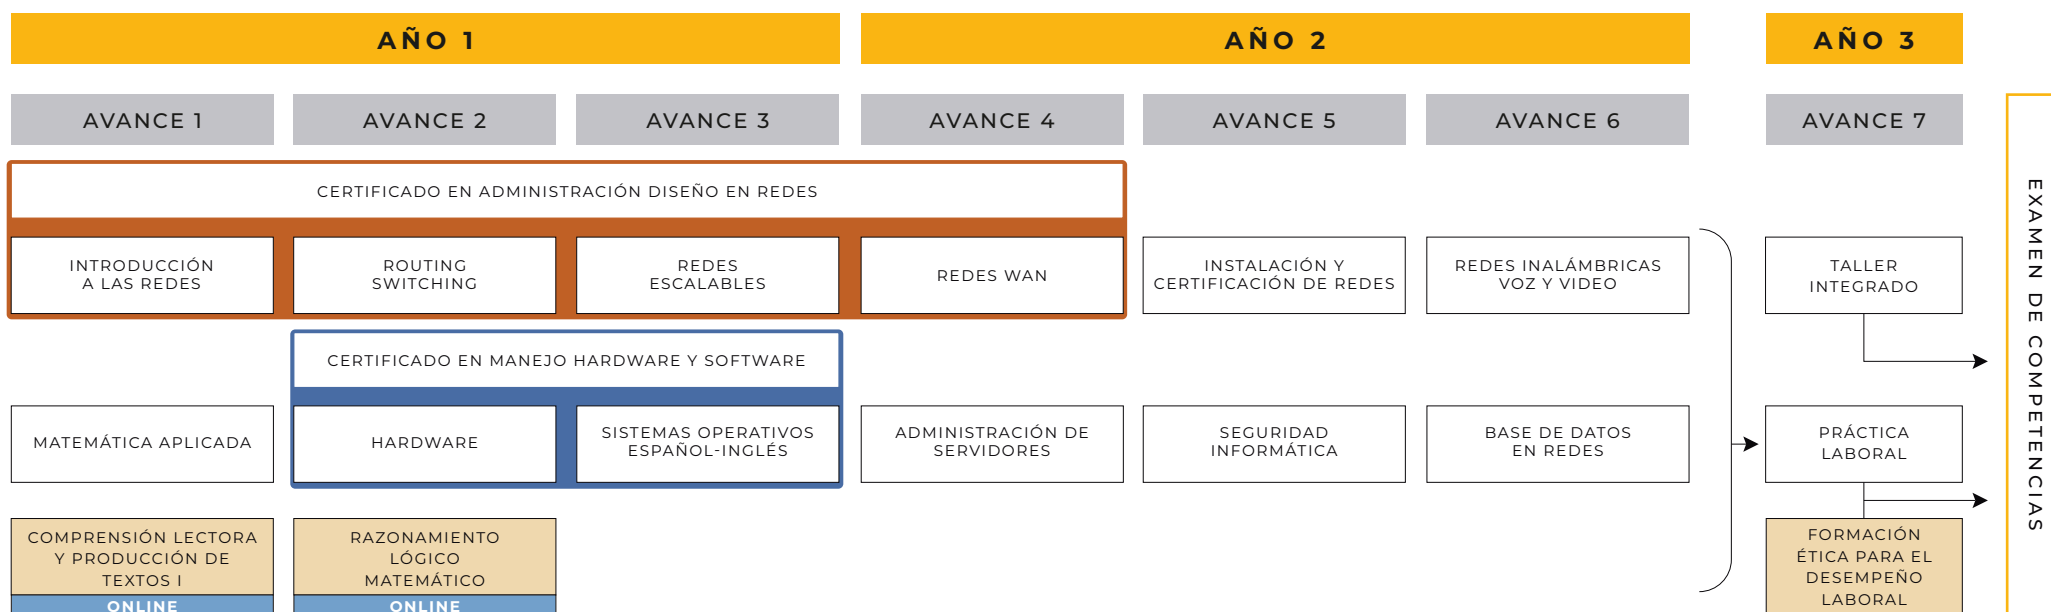 AÑO 1
AÑO 2
AÑO 3
AVANCE 1
AVANCE 2
AVANCE 3
AVANCE 4
AVANCE 5
AVANCE 6
AVANCE 7
CERTIFICADO EN ADMINISTRACIÓN DISEÑO EN REDES
INTRODUCCIÓN
A LAS REDES
ROUTING
SWITCHING
REDES
ESCALABLES
REDES WAN
INSTALACIÓN Y
CERTIFICACIÓN DE REDES
REDES INALÁMBRICAS
VOZ Y VIDEO
TALLER
INTEGRADO
CERTIFICADO EN MANEJO HARDWARE Y SOFTWARE
MATEMÁTICA APLICADA
HARDWARE
SISTEMAS OPERATIVOS
ESPAÑOL-INGLÉS
ADMINISTRACIÓN DE
SERVIDORES
SEGURIDAD
INFORMÁTICA
BASE DE DATOS
EN REDES
PRÁCTICA
LABORAL
COMPRENSIÓN LECTORA
Y PRODUCCIÓN DE
TEXTOS I
ONLINE
RAZONAMIENTO
LÓGICO
MATEMÁTICO
ONLINE
FORMACIÓN
ÉTICA PARA EL
DESEMPEÑO
LABORAL
EXAMEN DE COMPETENCIAS